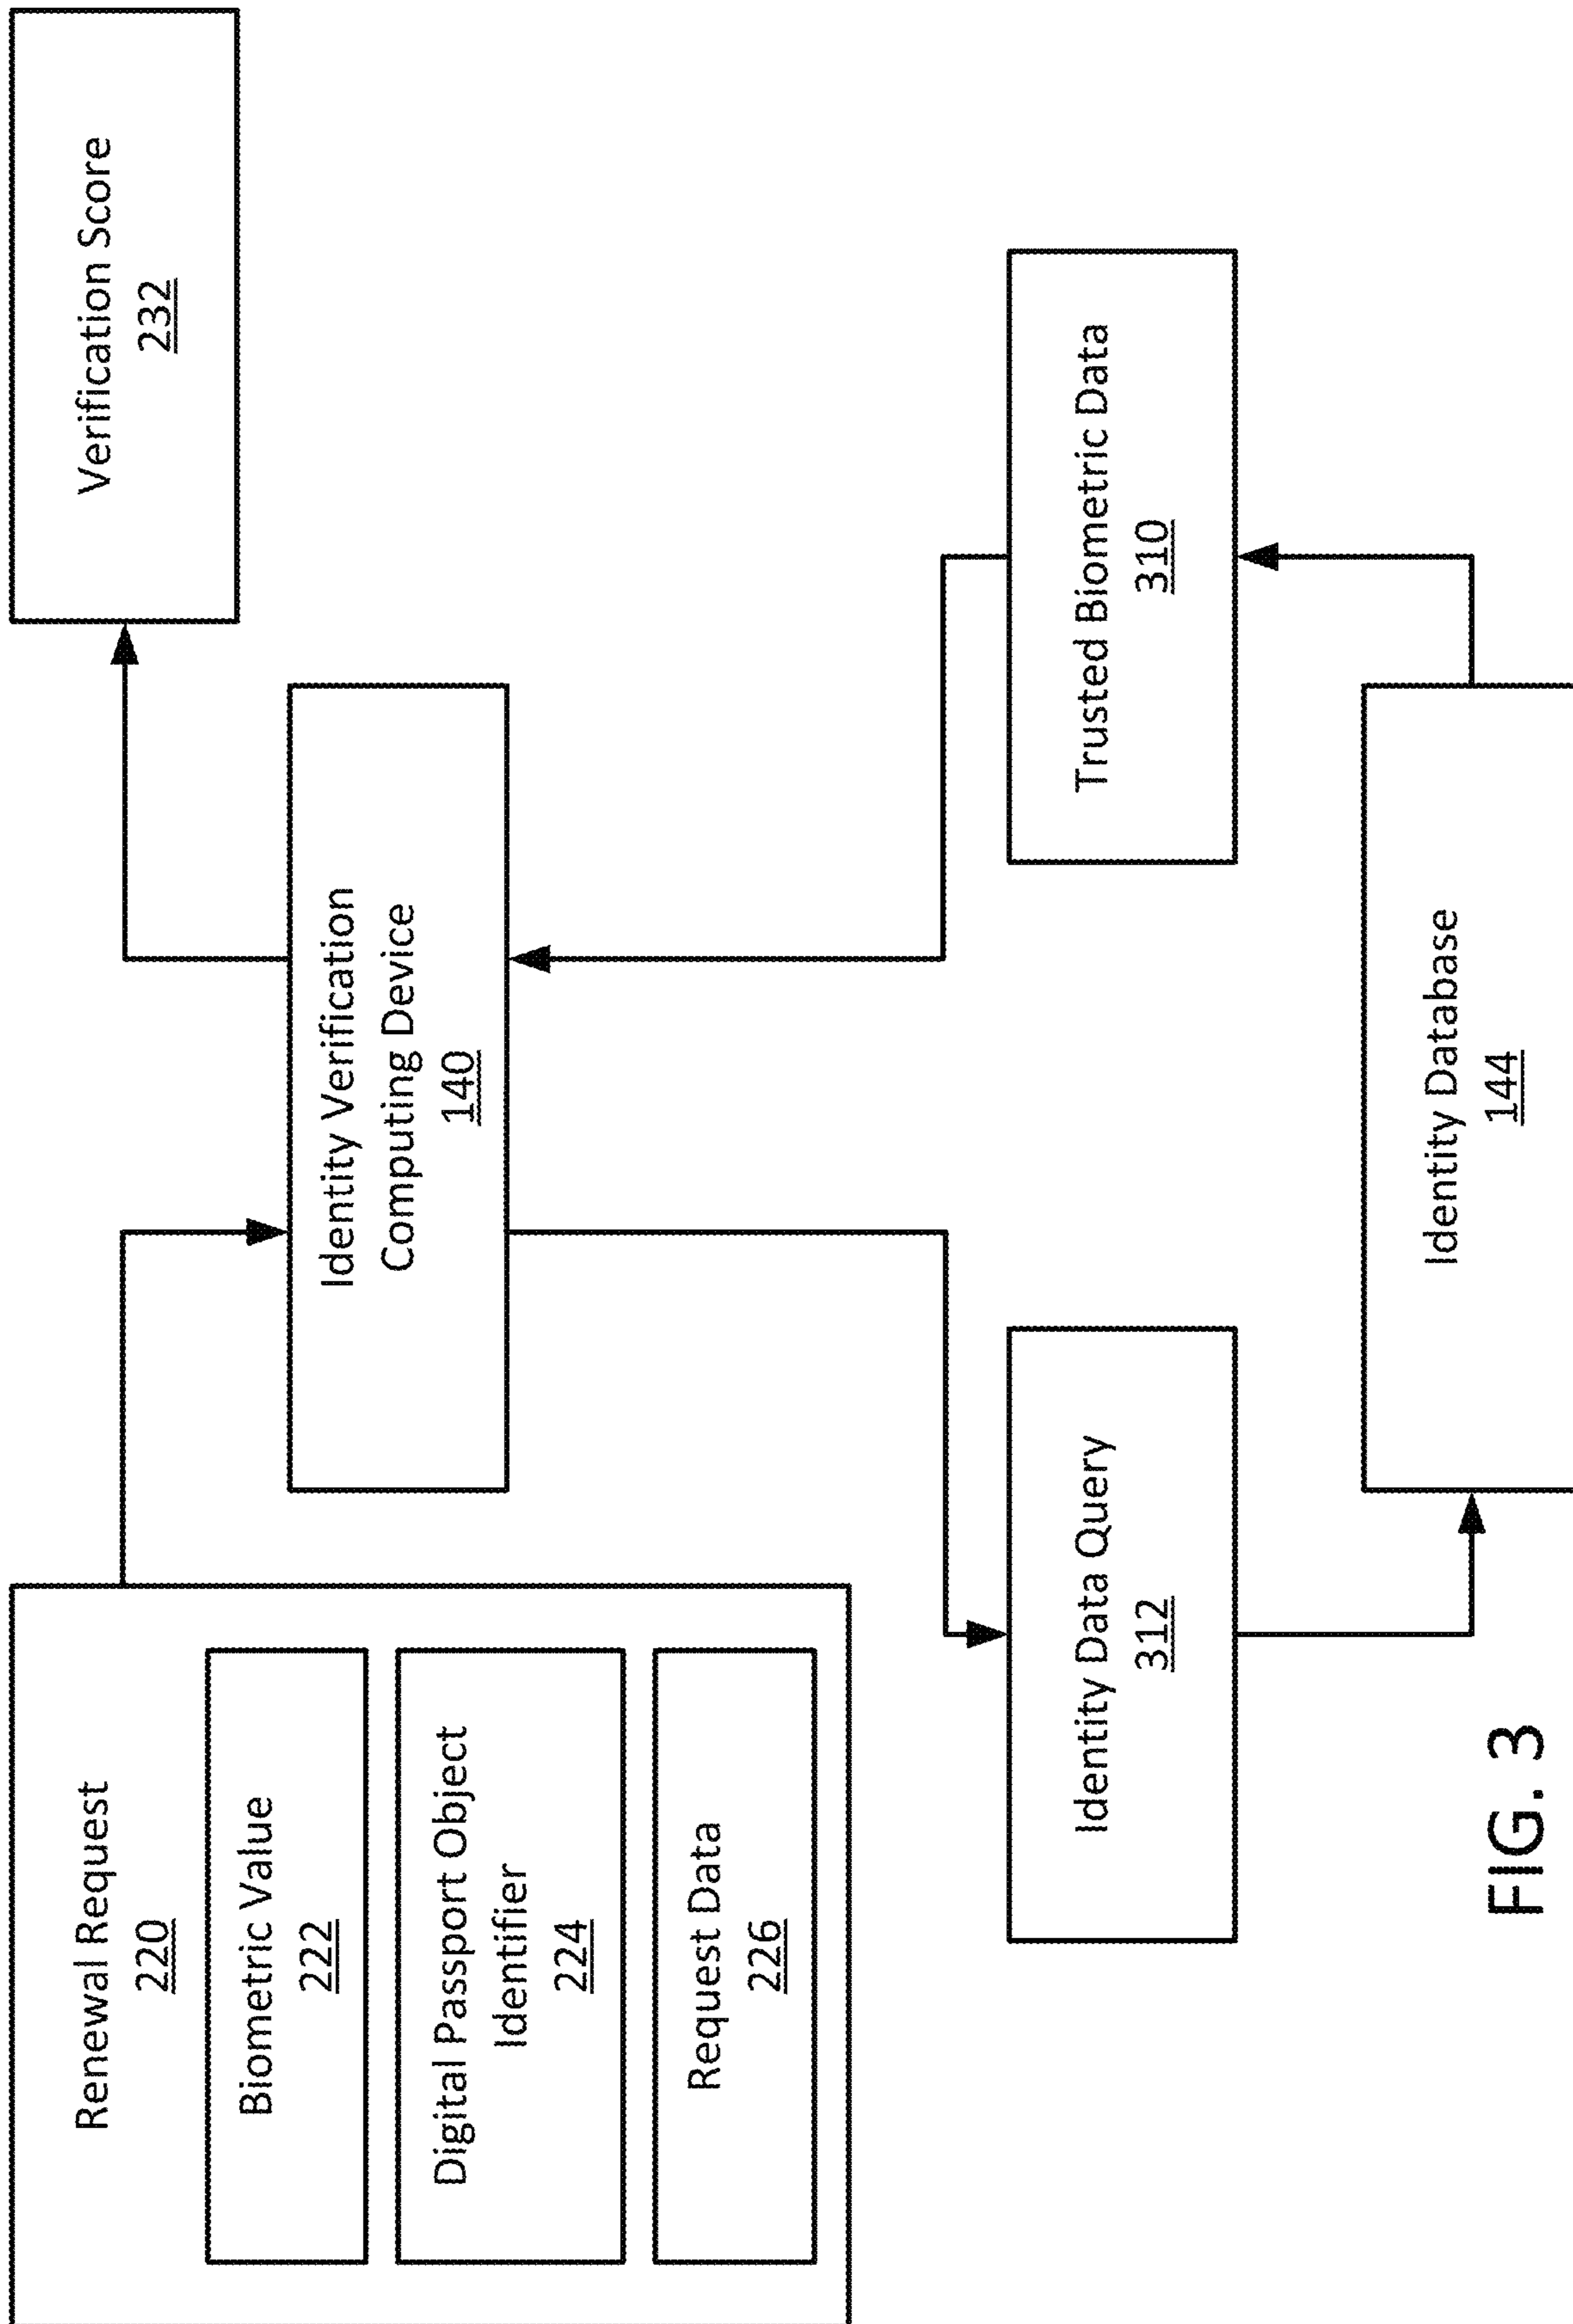 Renewal Request
220
Biometric Value
222
Digital Passport Object
Identifier
224
Request Data
226
Identity Verification
Computing Device
140
Verification Score
232
Identity Data Query
312
Trusted Biometric Data
310
Identity Database
144
FIG. 3